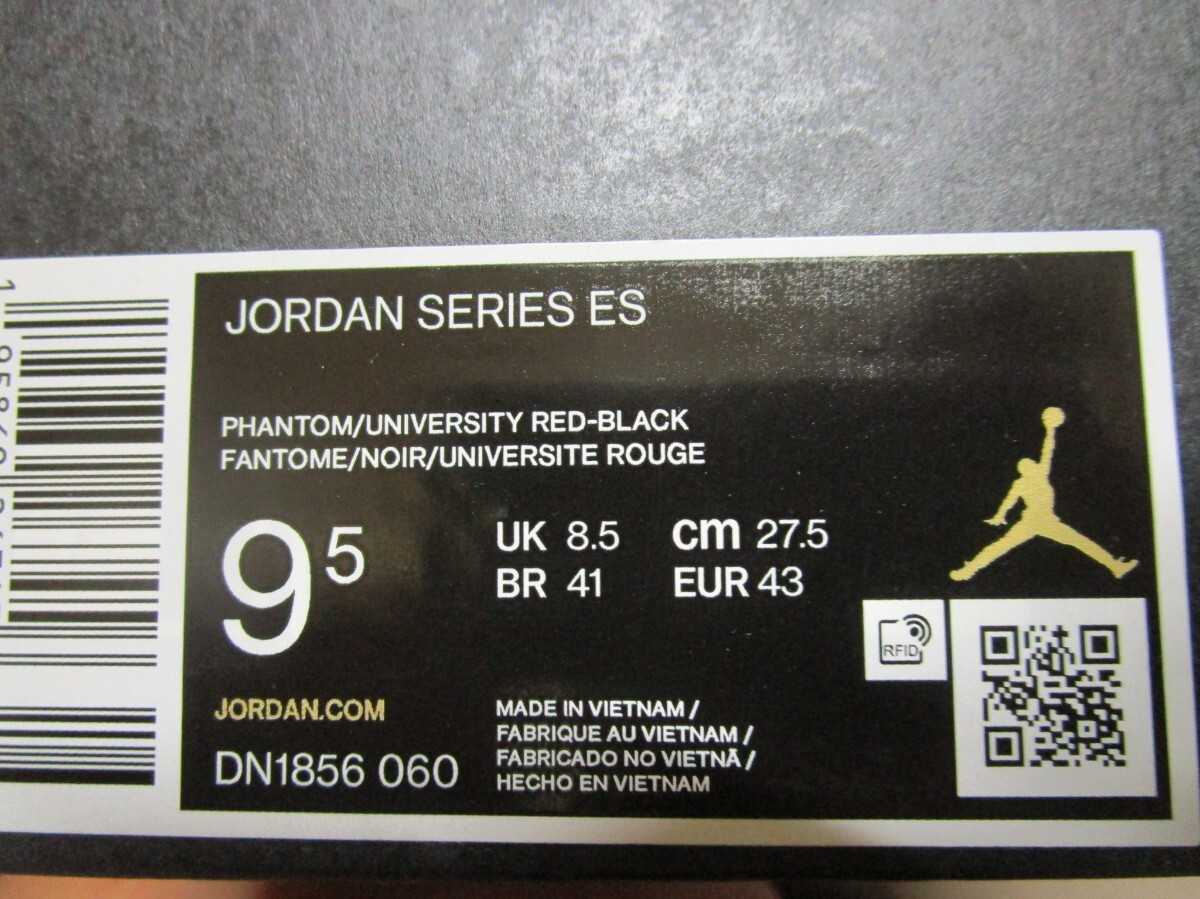 JORDAN SERIES ES
PHANTOM/UNIVERSITY RED-BLACK
FANTOME/NOIR/UNIVERSITE ROUGE
9 5
UK 8.5 cm 27.5
BR 41 EUR 43
RFID
JORDAN.COM
DN1856 060
MADE IN VIETNAM /
FABRIQUE AU VIETNAM /
FABRICADO NO VIETNÃ /
HECHO EN VIETNAM